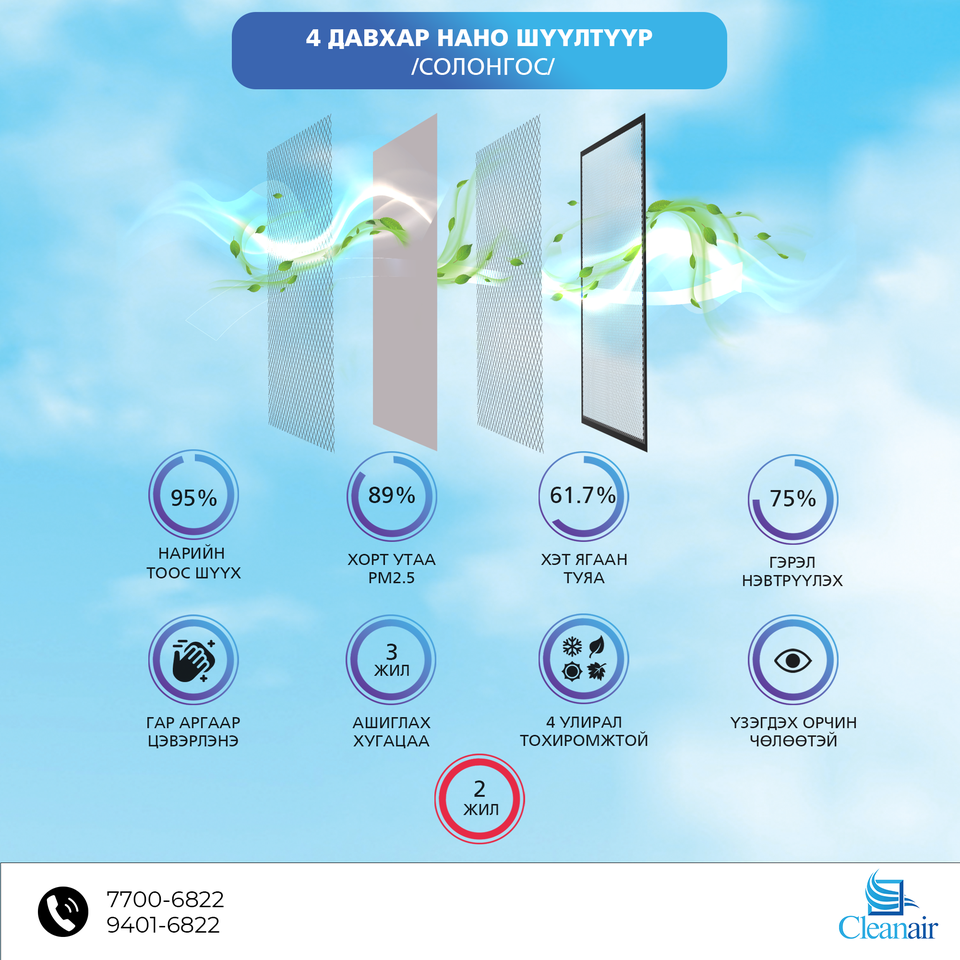 4 ДАВХАР НАНО ШҮҮЛТҮҮР
/СОЛОНГОС/
95%
89%
61.7%
75%
НАРИЙН
ТООС ШҮҮХ
ХОРТ УТАА
PM2.5
ХЭТ ЯГААН
ТУЯА
ГЭРЭЛ
НЭВТРҮҮЛЭХ
3
ЖИЛ
ГАР АРГААР
ЦЭВЭРЛЭНЭ
АШИГЛАХ
ХУГАЦАА
4 УЛИРАЛ
ТОХИРОМЖТОЙ
ҮЗЭГДЭХ ОРЧИН
ЧӨЛӨӨТЭЙ
2
ЖИЛ
7700-6822
9401-6822
Cleanair